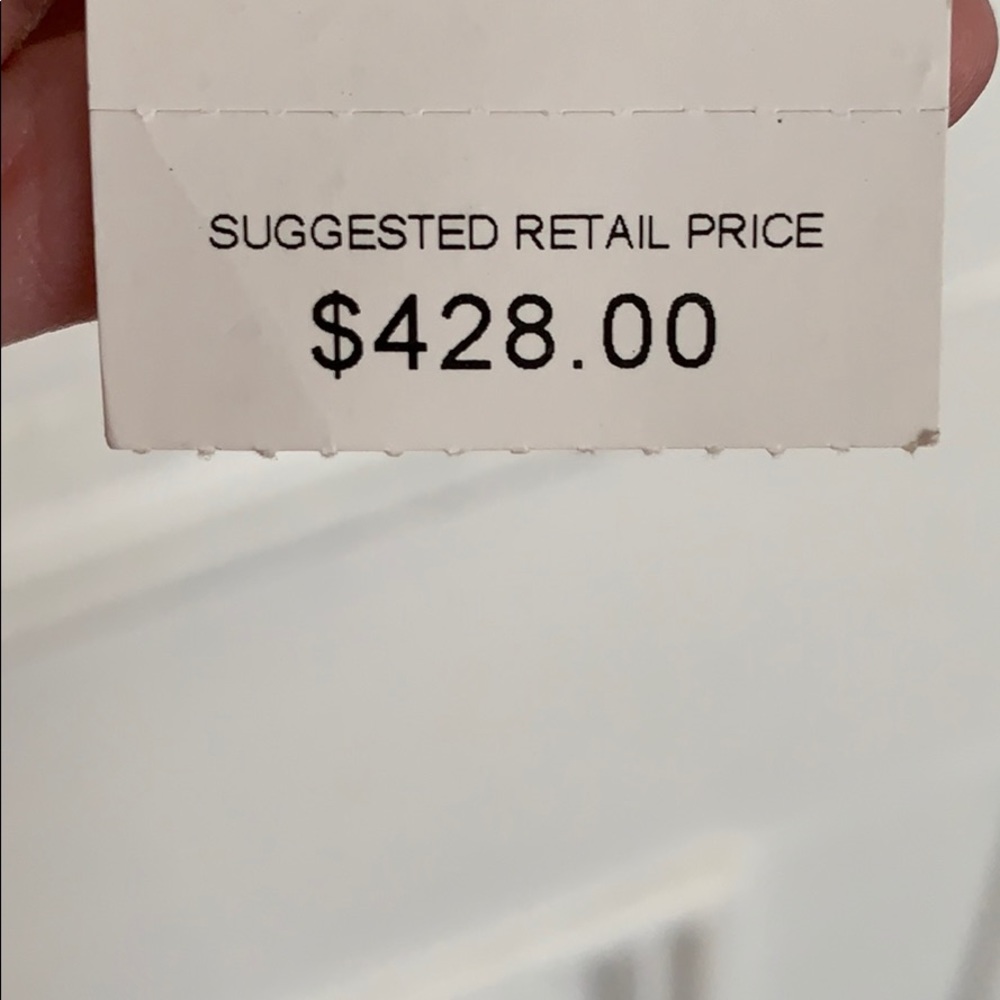 SUGGESTED RETAIL PRICE
$428.00